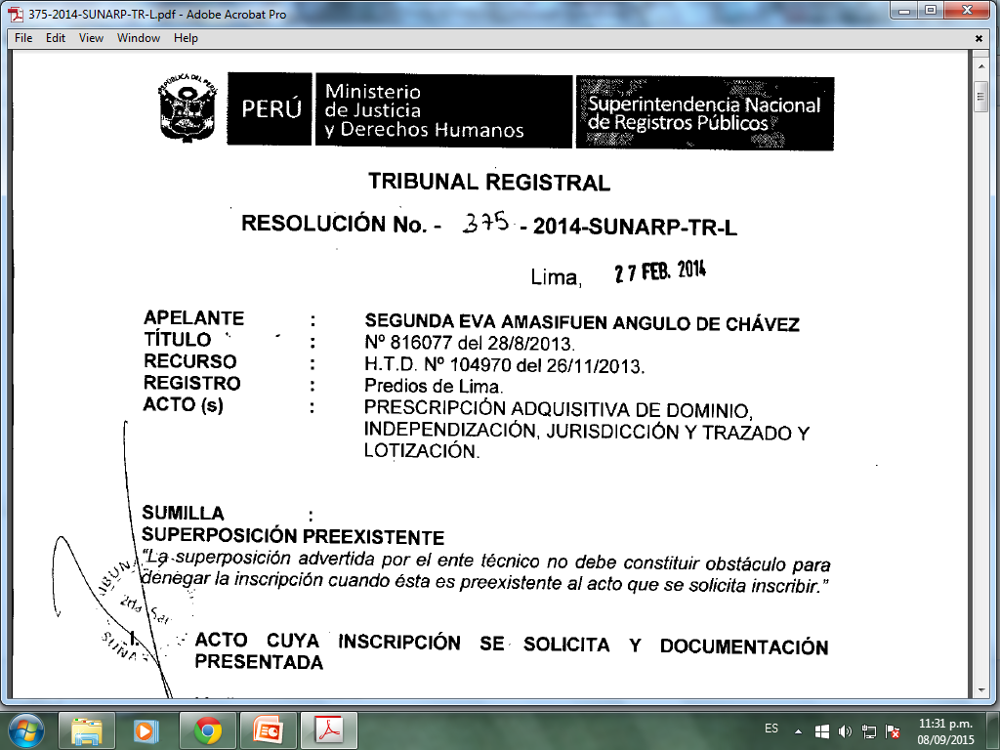 375-2014-SUNARP-TR-L.pdf - Adobe Acrobat Pro
File Edit View Window Help
REPÚBLICA DEL PERÚ
PERÚ
Ministerio
de Justicia
y Derechos Humanos
Superintendencia Nacional
de Registros Públicos
TRIBUNAL REGISTRAL
RESOLUCIÓN No. - 375 - 2014-SUNARP-TR-L
Lima, 27 FEB. 2014
APELANTE : SEGUNDA EVA AMASIFUEN ANGULO DE CHÁVEZ
TÍTULO : Nº 816077 del 28/8/2013.
RECURSO : H.T.D. Nº 104970 del 26/11/2013.
REGISTRO : Predios de Lima.
ACTO (s) : PRESCRIPCIÓN ADQUISITIVA DE DOMINIO,
INDEPENDIZACIÓN, JURISDICCIÓN Y TRAZADO Y
LOTIZACIÓN.
SUMILLA :
SUPERPOSICIÓN PREEXISTENTE
“La superposición advertida por el ente técnico no debe constituir obstáculo para
denegar la inscripción cuando ésta es preexistente al acto que se solicita inscribir.”
I. ACTO CUYA INSCRIPCIÓN SE SOLICITA Y DOCUMENTACIÓN
PRESENTADA
ES
11:31 p.m.
08/09/2015